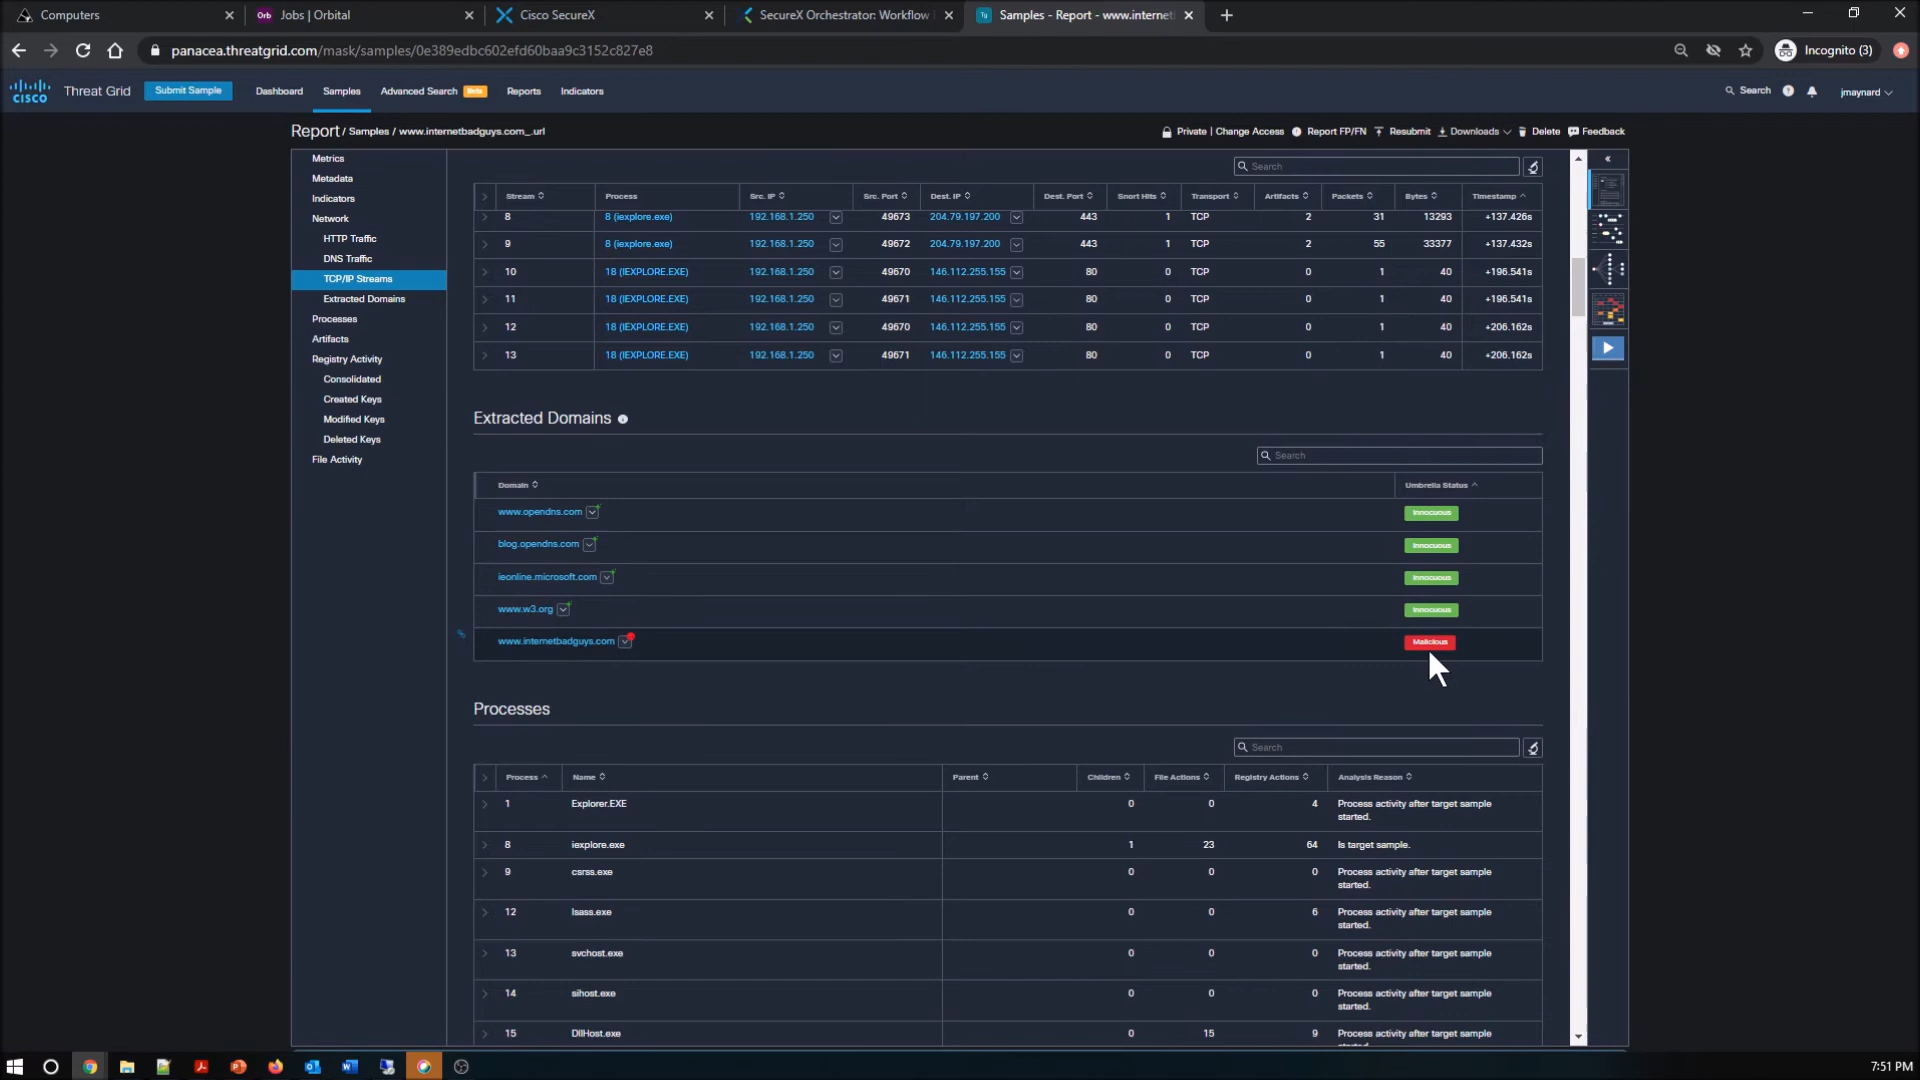 Computers
Orb Jobs | Orbital
Cisco SecureX
SecureX Orchestrator: Workflow
Tg Samples - Report - www.internet
panacea.threatgrid.com/mask/samples/0e389edbc602efd60baa9c3152c827e8
Incognito (3)
cisco Threat Grid Submit Sample Dashboard Samples Advanced Search Beta Reports Indicators Search jmaynard
Report / Samples / www.internetbadguys.com_.url
Private | Change Access Report FP/FN Resubmit Downloads Delete Feedback
Metrics
Metadata
Indicators
Network
HTTP Traffic
DNS Traffic
TCP/IP Streams
Extracted Domains
Processes
Artifacts
Registry Activity
Consolidated
Created Keys
Modified Keys
Deleted Keys
File Activity
Search
Stream Process Src. IP Src. Port Dest. IP Dest. Port Snort Hits Transport Artifacts Packets Bytes Timestamp
8 8 (iexplore.exe) 192.168.1.250 49673 204.79.197.200 443 1 TCP 2 31 13293 +137.426s
9 8 (iexplore.exe) 192.168.1.250 49672 204.79.197.200 443 1 TCP 2 55 33377 +137.432s
10 18 (IEXPLORE.EXE) 192.168.1.250 49670 146.112.255.155 80 0 TCP 0 1 40 +196.541s
11 18 (IEXPLORE.EXE) 192.168.1.250 49671 146.112.255.155 80 0 TCP 0 1 40 +196.541s
12 18 (IEXPLORE.EXE) 192.168.1.250 49670 146.112.255.155 80 0 TCP 0 1 40 +206.162s
13 18 (IEXPLORE.EXE) 192.168.1.250 49671 146.112.255.155 80 0 TCP 0 1 40 +206.162s
Extracted Domains
Search
Domain Umbrella Status
www.opendns.com Innocuous
blog.opendns.com Innocuous
ieonline.microsoft.com Innocuous
www.w3.org Innocuous
www.internetbadguys.com Malicious
Processes
Search
Process Name Parent Children File Actions Registry Actions Analysis Reason
1 Explorer.EXE 0 0 4 Process activity after target sample
started.
8 iexplore.exe 1 23 64 Is target sample.
9 csrss.exe 0 0 0 Process activity after target sample
started.
12 lsass.exe 0 0 6 Process activity after target sample
started.
13 svchost.exe 0 0 0 Process activity after target sample
started.
14 sihost.exe 0 0 0 Process activity after target sample
started.
15 DllHost.exe 0 15 9 Process activity after target sample
7:51 PM